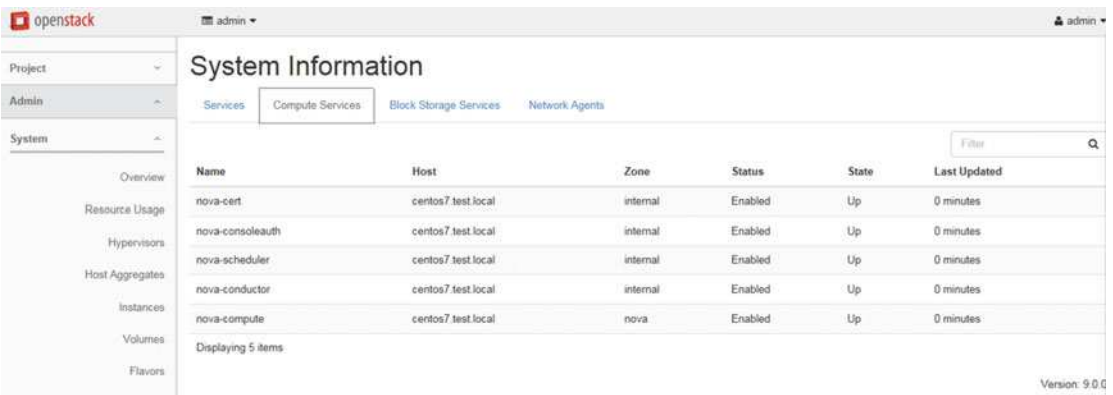 openstack admin admin
Project
System Information
Admin
Services Compute Services Block Storage Services Network Agents
System
Filter
Overview
Name Host Zone Status State Last Updated
nova-cert centos7.test.local internal Enabled Up 0 minutes
Resource Usage
nova-consoleauth centos7.test.local internal Enabled Up 0 minutes
Hypervisors
nova-scheduler centos7.test.local internal Enabled Up 0 minutes
Host Aggregates
nova-conductor centos7.test.local internal Enabled Up 0 minutes
Instances
nova-compute centos7.test.local nova Enabled Up 0 minutes
Volumes
Displaying 5 items
Flavors
Version: 9.0.0